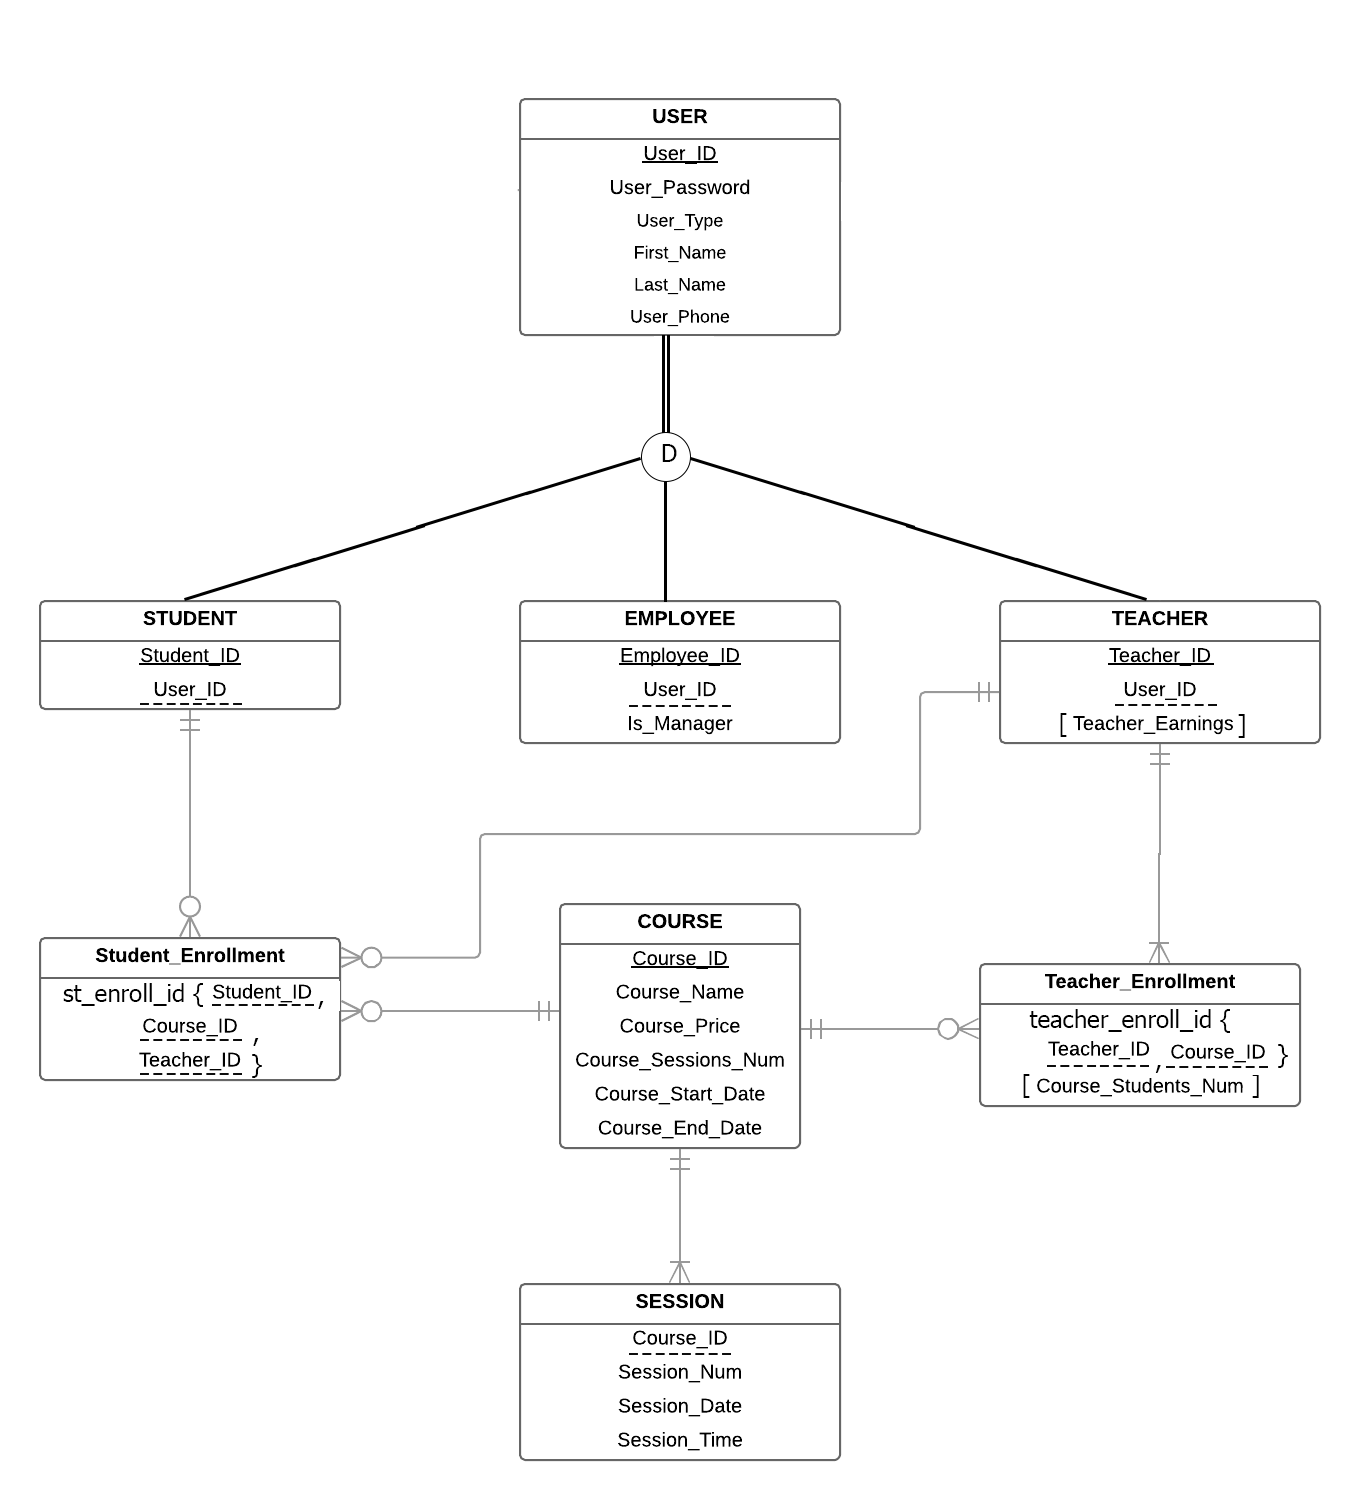 USER
User_ID
User_Password
User_Type
First_Name
Last_Name
User_Phone
D
STUDENT
Student_ID
User_ID
EMPLOYEE
Employee_ID
User_ID
Is_Manager
TEACHER
Teacher_ID
User_ID
[ Teacher_Earnings ]
Student_Enrollment
st_enroll_id { Student_ID ,
Course_ID ,
Teacher_ID }
COURSE
Course_ID
Course_Name
Course_Price
Course_Sessions_Num
Course_Start_Date
Course_End_Date
Teacher_Enrollment
teacher_enroll_id {
Teacher_ID , Course_ID }
[ Course_Students_Num ]
SESSION
Course_ID
Session_Num
Session_Date
Session_Time